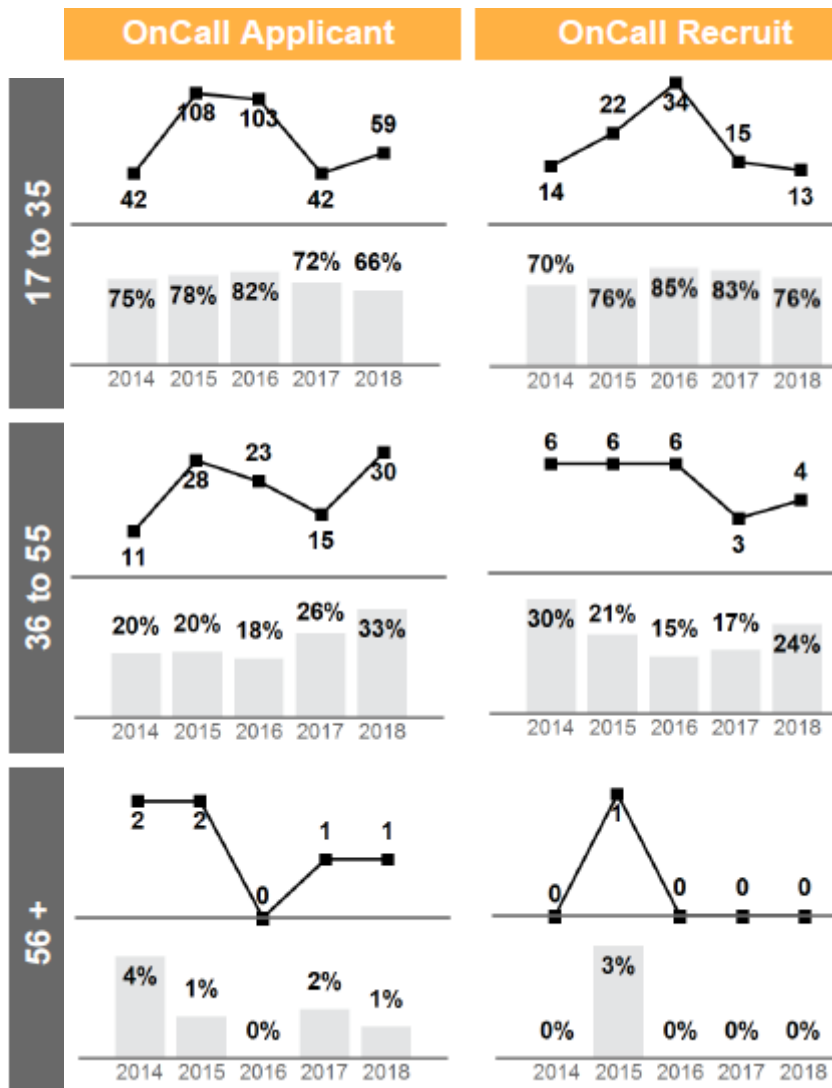 OnCall Applicant
OnCall Recruit
17 to 35
42 108 103 42 59
14 22 34 15 13
75% 78% 82% 72% 66%
70% 76% 85% 83% 76%
2014 2015 2016 2017 2018
2014 2015 2016 2017 2018
36 to 55
11 28 23 15 30
6 6 6 3 4
20% 20% 18% 26% 33%
30% 21% 15% 17% 24%
2014 2015 2016 2017 2018
2014 2015 2016 2017 2018
56 +
2 2 0 1 1
0 1 0 0 0
4% 1% 0% 2% 1%
0% 3% 0% 0% 0%
2014 2015 2016 2017 2018
2014 2015 2016 2017 2018